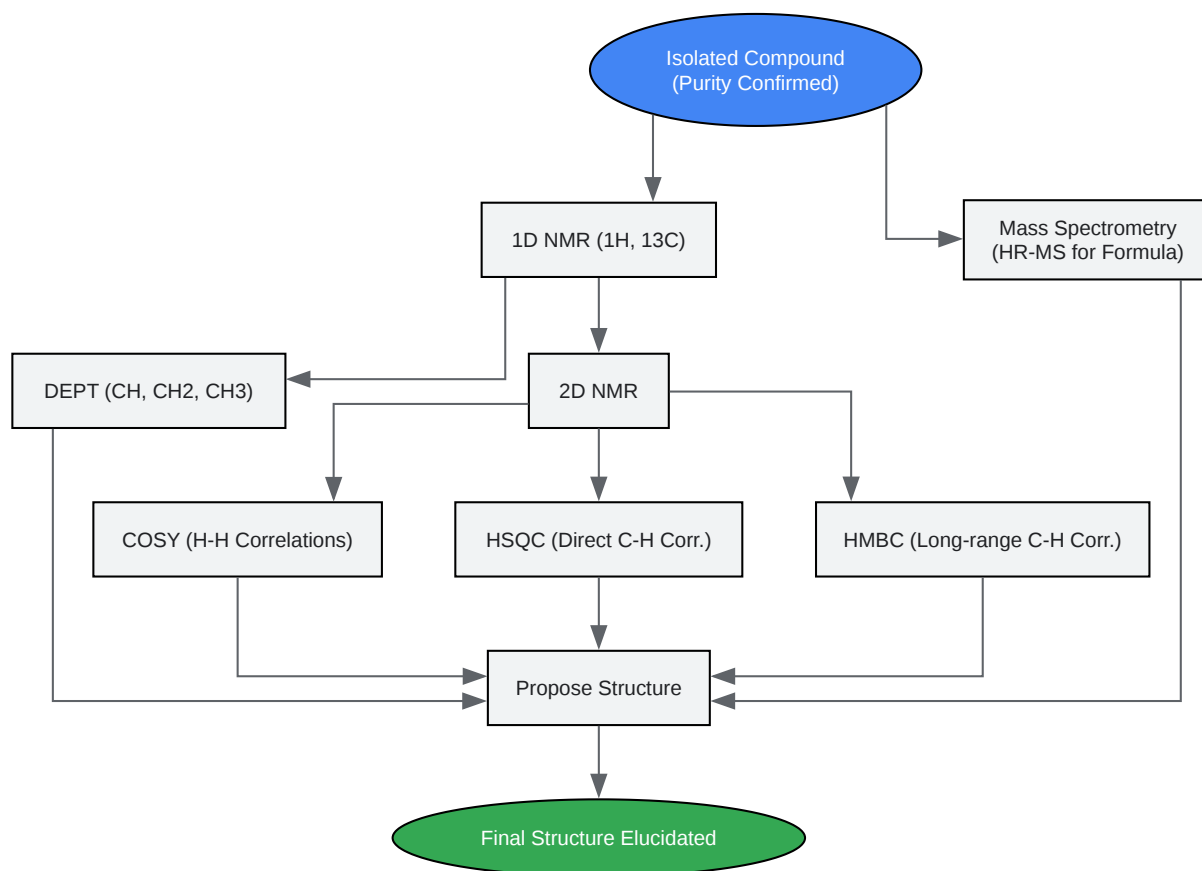 Isolated Compound
(Purity Confirmed)
1D NMR (1H, 13C)
Mass Spectrometry
(HR-MS for Formula)
DEPT (CH, CH2, CH3)
2D NMR
COSY (H-H Correlations)
HSQC (Direct C-H Corr.)
HMBC (Long-range C-H Corr.)
Propose Structure
Final Structure Elucidated